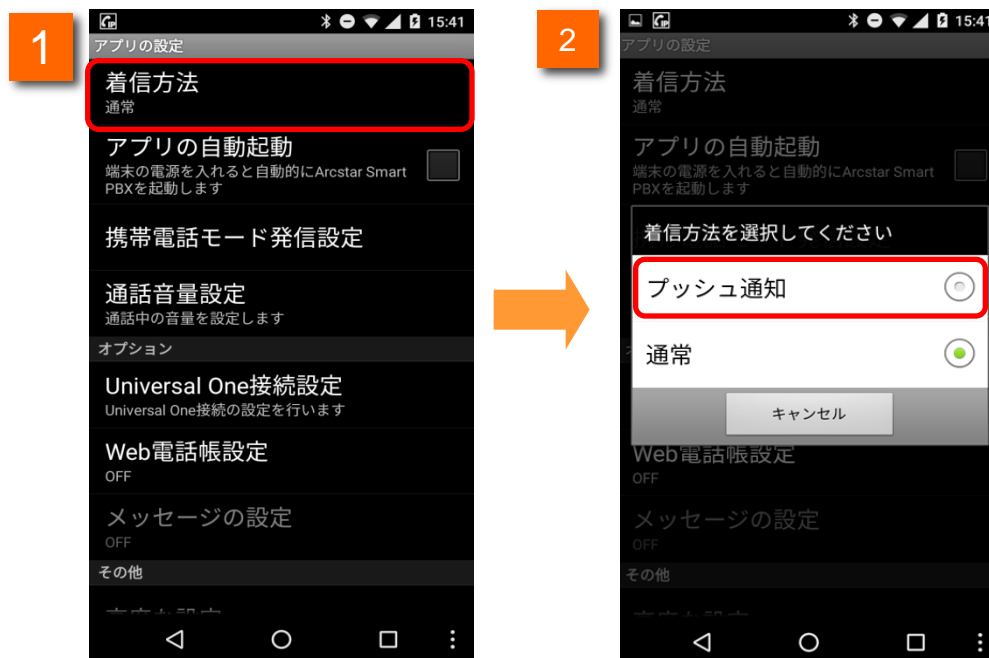 1
15:41
アプリの設定
着信方法
通常
アプリの自動起動
端末の電源を入れると自動的にArcstar Smart
PBXを起動します
携帯電話モード発信設定
通話音量設定
通話中の音量を設定します
オプション
Universal One接続設定
Universal One接続の設定を行います
Web電話帳設定
OFF
メッセージの設定
OFF
その他
2
15:41
アプリの設定
着信方法
通常
アプリの自動起動
端末の電源を入れると自動的にArcstar Smart
PBXを起動します
着信方法を選択してください
プッシュ通知
通常
キャンセル
Web電話帳設定
OFF
メッセージの設定
OFF
その他